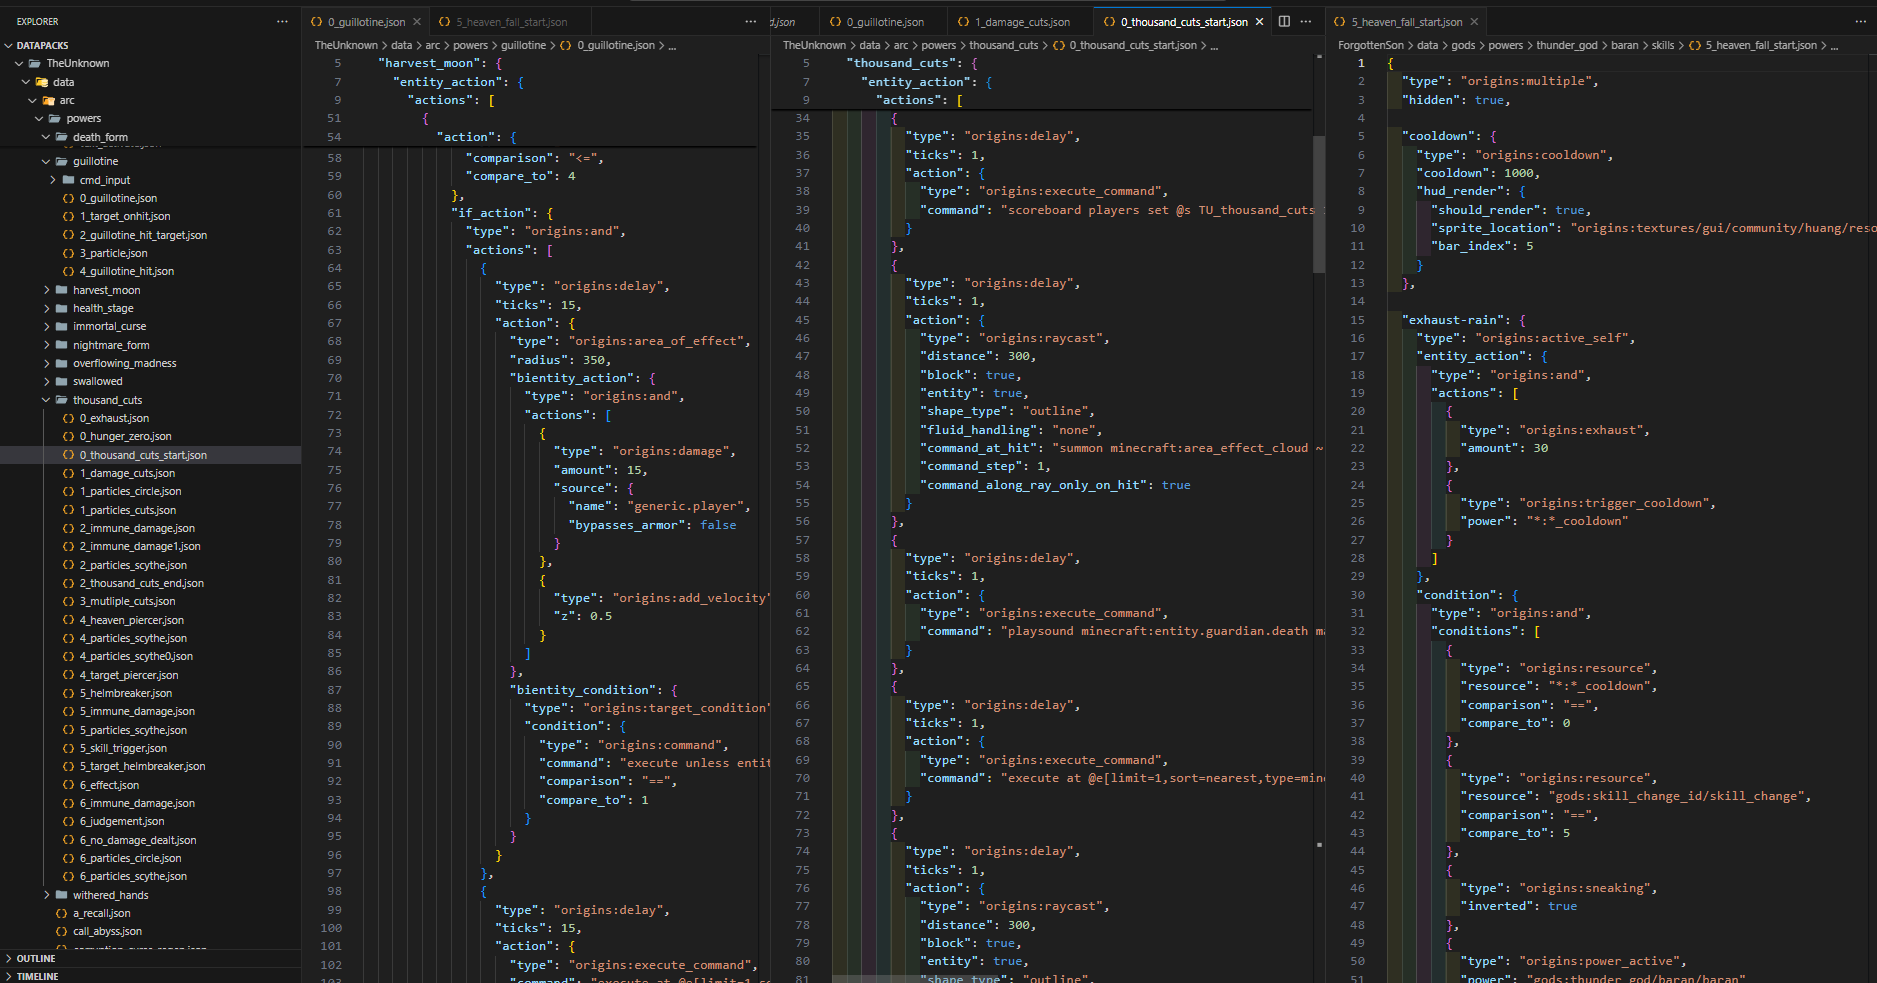 EXPLORER
DATAPACKS
TheUnknown
data
arc
powers
death_form
guillotine
cmd_input
0_guillotine.json
1_target_onhit.json
2_guillotine_hit_target.json
3_particle.json
4_guillotine_hit.json
harvest_moon
health_stage
immortal_curse
nightmare_form
overflowing_madness
swallowed
thousand_cuts
0_exhaust.json
0_hunger_zero.json
0_thousand_cuts_start.json
1_damage_cuts.json
1_particles_circle.json
1_particles_cuts.json
2_immune_damage.json
2_immune_damage1.json
2_particles_scythe.json
2_thousand_cuts_end.json
3_mutliple_cuts.json
4_heaven_piercer.json
4_particles_scythe.json
4_particles_scythe0.json
4_target_piercer.json
5_helmbreaker.json
5_immune_damage.json
5_particles_scythe.json
5_skill_trigger.json
5_target_helmbreaker.json
6_effect.json
6_immune_damage.json
6_judgement.json
6_no_damage_dealt.json
6_particles_circle.json
6_particles_scythe.json
withered_hands
a_recall.json
call_abyss.json
OUTLINE
TIMELINE
0_guillotine.json
5_heaven_fall_start.json
TheUnknown > data > arc > powers > guillotine > {} 0_guillotine.json > ...
5 "harvest_moon": {
7 "entity_action": {
9 "actions": [
51 {
54 "action": {
58 "comparison": "<=",
59 "compare_to": 4
60 },
61 "if_action": {
62 "type": "origins:and",
63 "actions": [
64 {
65 "type": "origins:delay",
66 "ticks": 15,
67 "action": {
68 "type": "origins:area_of_effect",
69 "radius": 350,
70 "bientity_action": {
71 "type": "origins:and",
72 "actions": [
73 {
74 "type": "origins:damage",
75 "amount": 15,
76 "source": {
77 "name": "generic.player",
78 "bypasses_armor": false
79 }
80 },
81 {
82 "type": "origins:add_velocity"
83 "z": 0.5
84 }
85 ]
86 },
87 "bientity_condition": {
88 "type": "origins:target_condition"
89 "condition": {
90 "type": "origins:command",
91 "command": "execute unless entit
92 "comparison": "==",
93 "compare_to": 1
94 }
95 }
96 }
97 },
98 {
99 "type": "origins:delay",
100 "ticks": 15,
101 "action": {
102 "type": "origins:execute_command",
103 "command": "execute at @e[limit=1,so
d.json
0_guillotine.json
1_damage_cuts.json
0_thousand_cuts_start.json
TheUnknown > data > arc > powers > thousand_cuts > {} 0_thousand_cuts_start.json > ...
5 "thousand_cuts": {
7 "entity_action": {
9 "actions": [
34 {
35 "type": "origins:delay",
36 "ticks": 1,
37 "action": {
38 "type": "origins:execute_command",
39 "command": "scoreboard players set @s TU_thousand_cuts
40 }
41 },
42 {
43 "type": "origins:delay",
44 "ticks": 1,
45 "action": {
46 "type": "origins:raycast",
47 "distance": 300,
48 "block": true,
49 "entity": true,
50 "shape_type": "outline",
51 "fluid_handling": "none",
52 "command_at_hit": "summon minecraft:area_effect_cloud ~
53 "command_step": 1,
54 "command_along_ray_only_on_hit": true
55 }
56 },
57 {
58 "type": "origins:delay",
59 "ticks": 1,
60 "action": {
61 "type": "origins:execute_command",
62 "command": "playsound minecraft:entity.guardian.death ma
63 }
64 },
65 {
66 "type": "origins:delay",
67 "ticks": 1,
68 "action": {
69 "type": "origins:execute_command",
70 "command": "execute at @e[limit=1,sort=nearest,type=min
71 }
72 },
73 {
74 "type": "origins:delay",
75 "ticks": 1,
76 "action": {
77 "type": "origins:raycast",
78 "distance": 300,
79 "block": true,
80 "entity": true,
81 "shape_type": "outline",
5_heaven_fall_start.json
ForgottenSon > data > gods > powers > thunder_god > baran > skills > {} 5_heaven_fall_start.json > ...
1 {
2 "type": "origins:multiple",
3 "hidden": true,
4
5 "cooldown": {
6 "type": "origins:cooldown",
7 "cooldown": 1000,
8 "hud_render": {
9 "should_render": true,
10 "sprite_location": "origins:textures/gui/community/huang/reso
11 "bar_index": 5
12 }
13 },
14
15 "exhaust-rain": {
16 "type": "origins:active_self",
17 "entity_action": {
18 "type": "origins:and",
19 "actions": [
20 {
21 "type": "origins:exhaust",
22 "amount": 30
23 },
24 {
25 "type": "origins:trigger_cooldown",
26 "power": "*:*_cooldown"
27 }
28 ]
29 },
30 "condition": {
31 "type": "origins:and",
32 "conditions": [
33 {
34 "type": "origins:resource",
35 "resource": "*:*_cooldown",
36 "comparison": "==",
37 "compare_to": 0
38 },
39 {
40 "type": "origins:resource",
41 "resource": "gods:skill_change_id/skill_change",
42 "comparison": "==",
43 "compare_to": 5
44 },
45 {
46 "type": "origins:sneaking",
47 "inverted": true
48 },
49 {
50 "type": "origins:power_active",
51 "power": "gods:thunder_god/baran/baran"